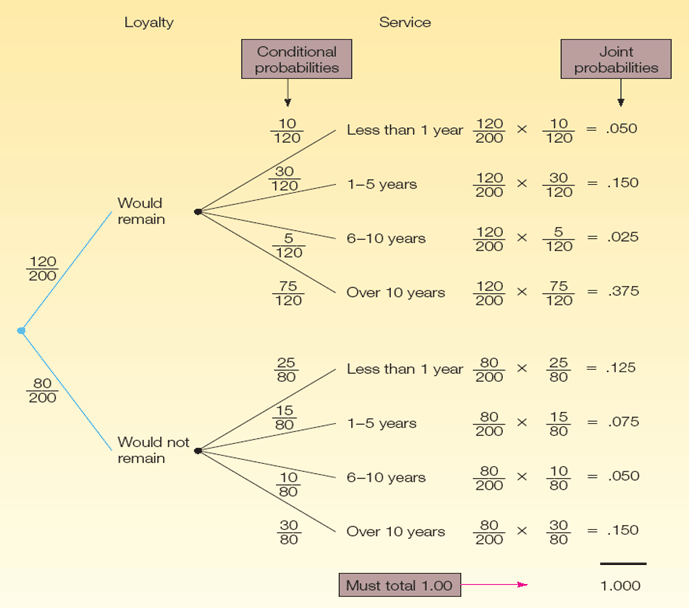 Loyalty Service
Conditional
probabilities
Joint
probabilities
10/120 Less than 1 year 120/200 × 10/120 = .050
30/120 1–5 years 120/200 × 30/120 = .150
Would
remain
5/120 6–10 years 120/200 × 5/120 = .025
120/200
75/120 Over 10 years 120/200 × 75/120 = .375
25/80 Less than 1 year 80/200 × 25/80 = .125
80/200
15/80 1–5 years 80/200 × 15/80 = .075
Would not
remain
10/80 6–10 years 80/200 × 10/80 = .050
30/80 Over 10 years 80/200 × 30/80 = .150
Must total 1.00 1.000